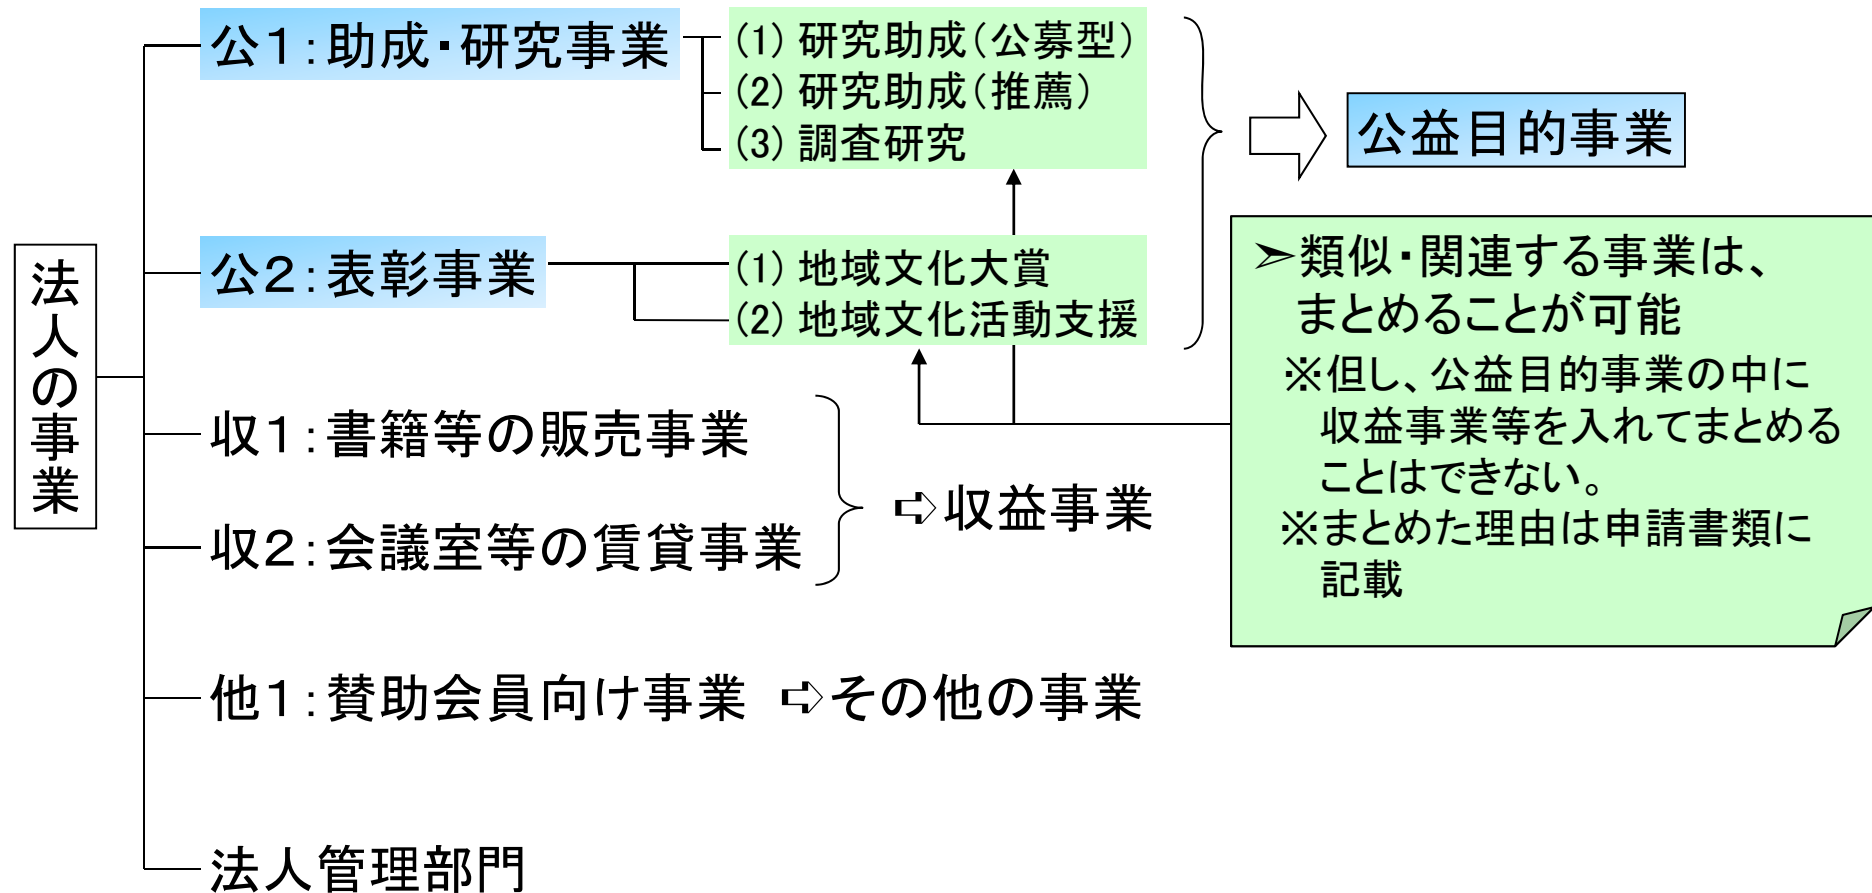 法人の事業
公１：助成・研究事業
(1) 研究助成（公募型）
(2) 研究助成（推薦）
(3) 調査研究
公益目的事業
公２：表彰事業
(1) 地域文化大賞
(2) 地域文化活動支援
収１：書籍等の販売事業
収２：会議室等の賃貸事業
➪収益事業
他１：賛助会員向け事業 ➪その他の事業
法人管理部門
➢類似・関連する事業は、
まとめることが可能
※但し、公益目的事業の中に
収益事業等を入れてまとめる
ことはできない。
※まとめた理由は申請書類に
記載